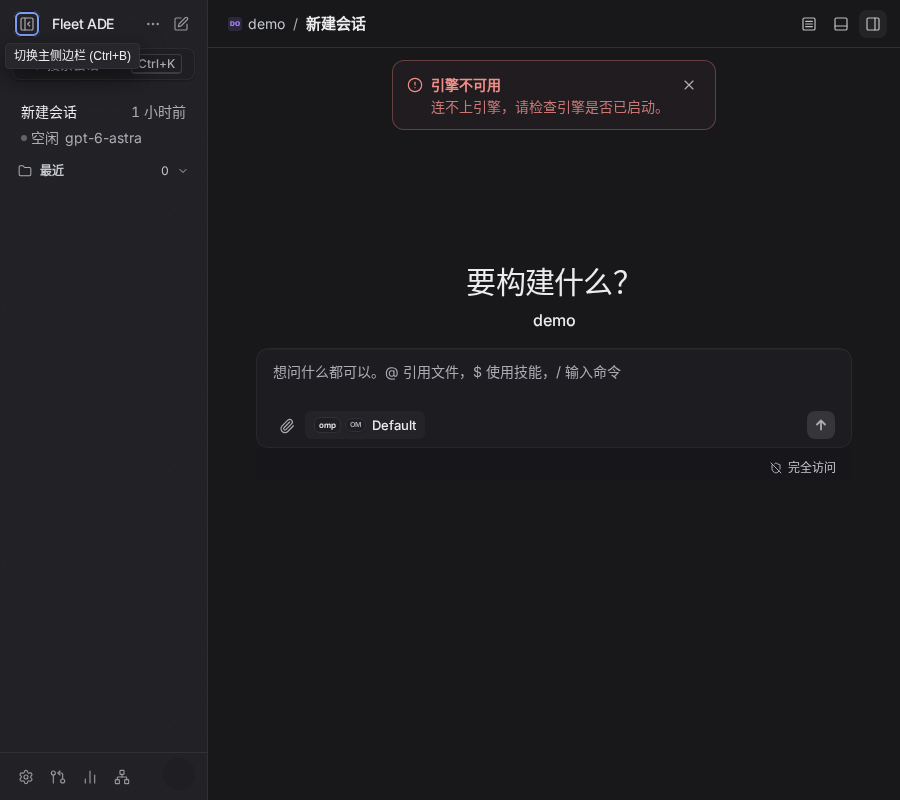 Fleet ADE
切换主侧边栏 (Ctrl+B)
Ctrl+K
新建会话 1 小时前
空闲 gpt-6-astra
最近 0
DO demo / 新建会话
引擎不可用
连不上引擎，请检查引擎是否已启动。
要构建什么？
demo
想问什么都可以。@ 引用文件，$ 使用技能，/ 输入命令
omp OM Default
完全访问